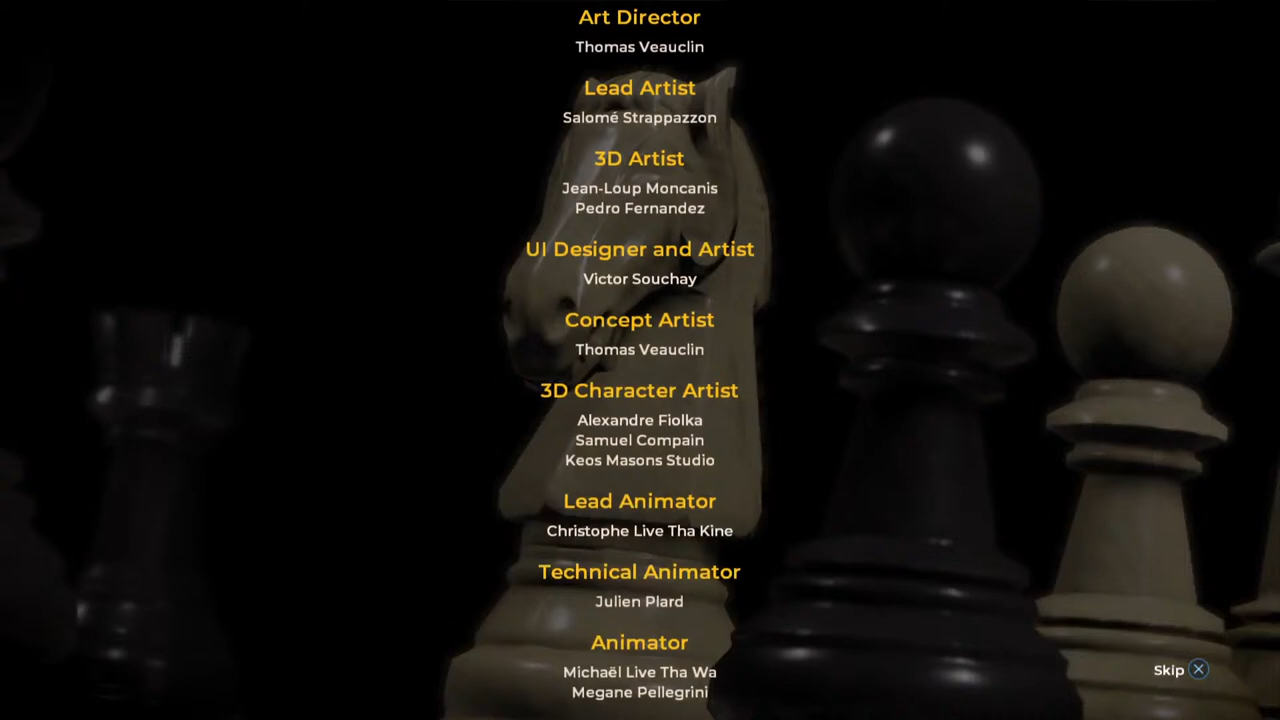 Art Director
Thomas Veauclin
Lead Artist
Salomé Strappazzon
3D Artist
Jean-Loup Moncanis
Pedro Fernandez
UI Designer and Artist
Victor Souchay
Concept Artist
Thomas Veauclin
3D Character Artist
Alexandre Fiolka
Samuel Compain
Keos Masons Studio
Lead Animator
Christophe Live Tha Kine
Technical Animator
Julien Plard
Animator
Michaël Live Tha Wa
Megane Pellegrini
Skip